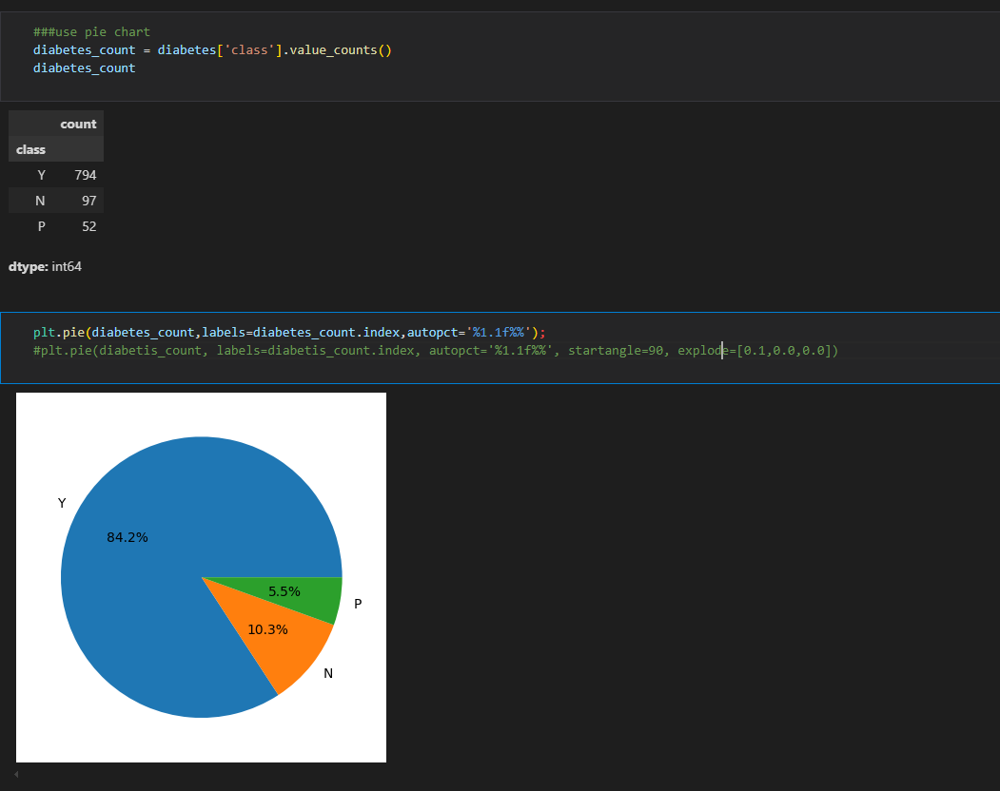 ###use pie chart
diabetes_count = diabetes['class'].value_counts()
diabetes_count
count
class
Y 794
N 97
P 52
dtype: int64
plt.pie(diabetes_count,labels=diabetes_count.index,autopct='%1.1f%%');
#plt.pie(diabetis_count, labels=diabetis_count.index, autopct='%1.1f%%', startangle=90, explode=[0.1,0.0,0.0])
Y
84.2%
5.5%
P
10.3%
N